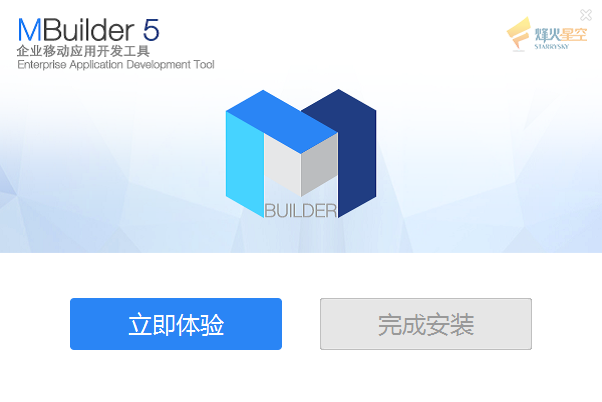 MBuilder 5
企业移动应用开发工具
Enterprise Application Development Tool
烽火星空
STARRYSKY
BUILDER
立即体验
完成安装